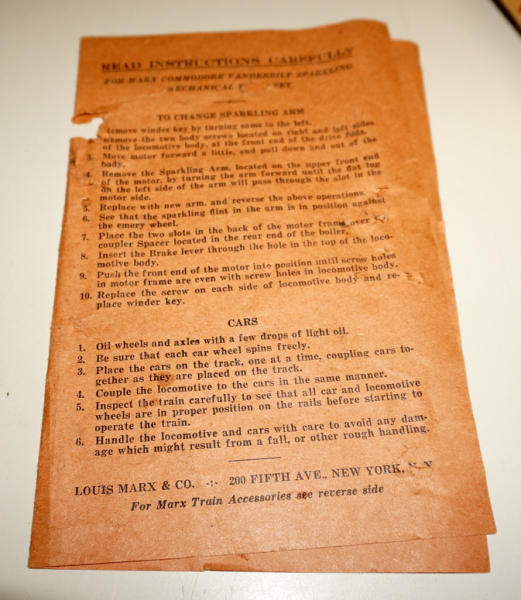 READ INSTRUCTIONS CAREFULLY
FOR MARX COMMODORE VANDERBILT SPARKLING
MECHANICAL
TO CHANGE SPARKLING ARM
Remove winder key by turning same to the left.
Remove the two body screws located on right and left sides
of the locomotive body, at the front end of the drive rods.
3. Move motor forward a little, and pull down and out of the
body.
4. Remove the Sparkling Arm, located on the upper front end
of the motor, by turning the arm forward until the flat lug
on the left side of the arm will pass through the slot in the
motor side.
5. Replace with new arm, and reverse the above operations.
6. See that the sparkling flint in the arm is in position against
the emery wheel.
7. Place the two slots in the back of the motor frame over
coupler Spacer located in the rear end of the boiler.
8. Insert the Brake lever through the hole in the top of the loco-
motive body.
9. Push the front end of the motor into position until screw holes
in motor frame are even with screw holes in locomotive body.
10. Replace the screw on each side of locomotive body and re-
place winder key.
CARS
1. Oil wheels and axles with a few drops of light oil.
2. Be sure that each car wheel spins freely.
3. Place the cars on the track, one at a time, coupling cars to-
gether as they are placed on the track.
4. Couple the locomotive to the cars in the same manner.
5. Inspect the train carefully to see that all car and locomotive
wheels are in proper position on the rails before starting to
operate the train.
6. Handle the locomotive and cars with care to avoid any dam-
age which might result from a fall, or other rough handling.
LOUIS MARX & CO. -:- 200 FIFTH AVE., NEW YORK, N. Y.
For Marx Train Accessories see reverse side